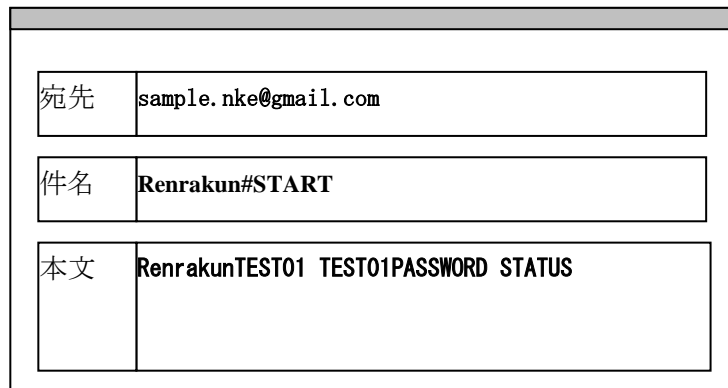 宛先 sample.nke@gmail.com
件名 Renrakun#START
本文 RenrakunTEST01 TEST01PASSWORD STATUS